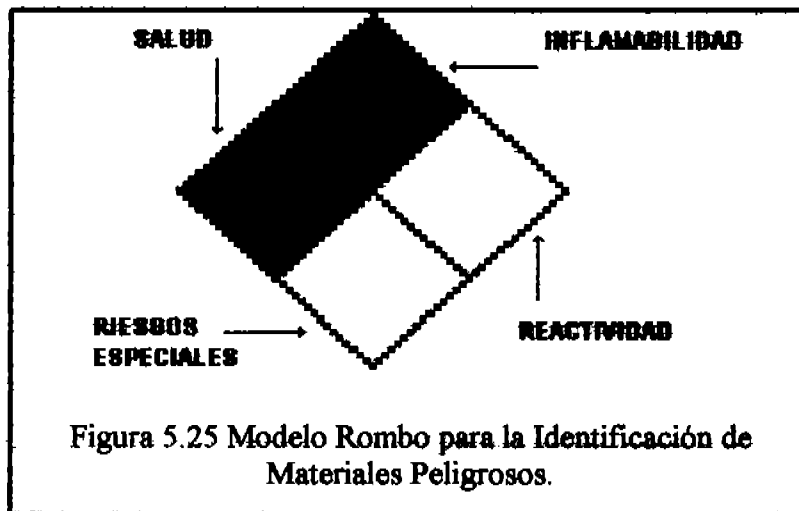 SALUD
INFLAMABILIDAD
RIESGOS
ESPECIALES
REACTIVIDAD
Figura 5.25 Modelo Rombo para la Identificación de
Materiales Peligrosos.